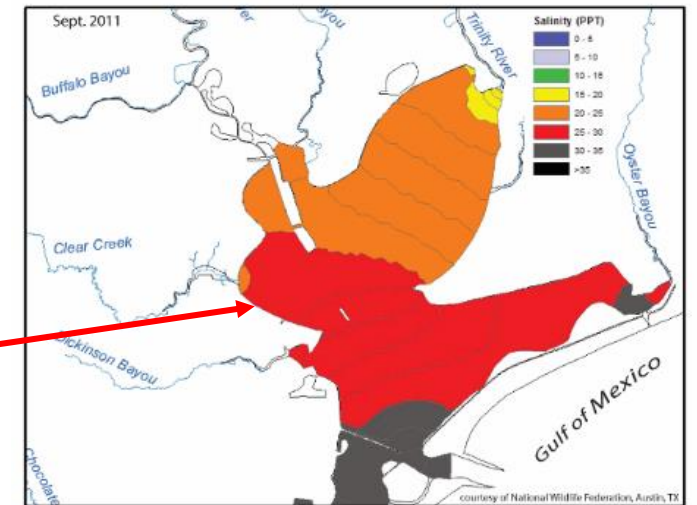 Sept. 2011
Bayou
Buffalo Bayou
Trinity River
Salinity (PPT)
0 - 5
5 - 10
10 - 15
15 - 20
20 - 25
25 - 30
30 - 35
>35
Oyster Bayou
Clear Creek
Dickinson Bayou
Gulf of Mexico
Chocolate
courtesy of National Wildlife Federation, Austin, TX